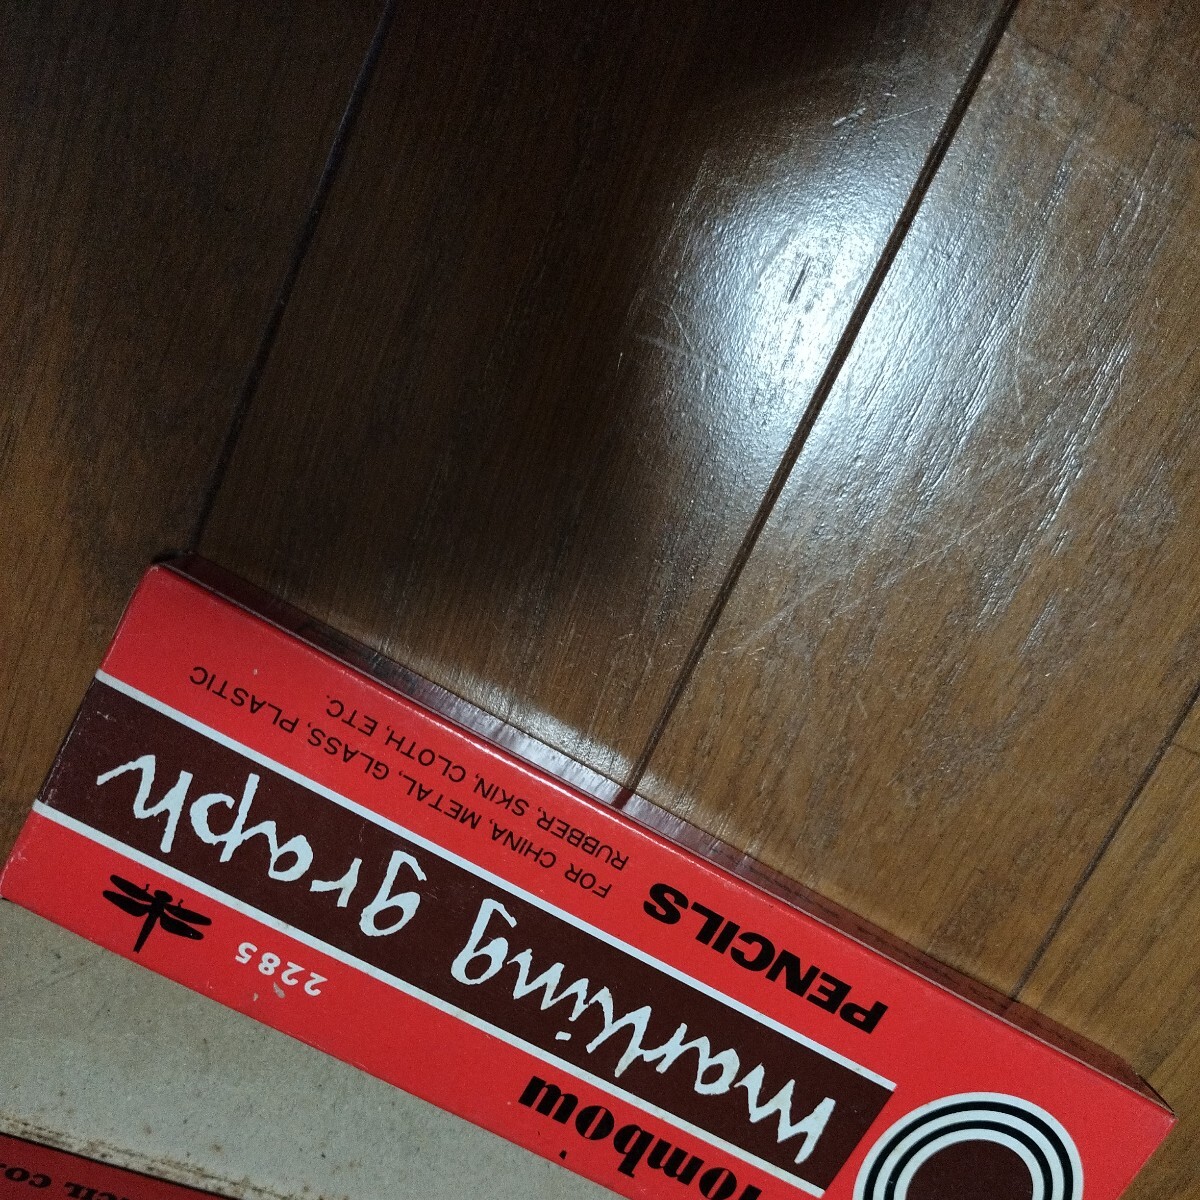 Tombow
2285
marking graph
PENCILS
FOR CHINA, METAL, GLASS, PLASTIC
RUBBER, SKIN, CLOTH, ETC.